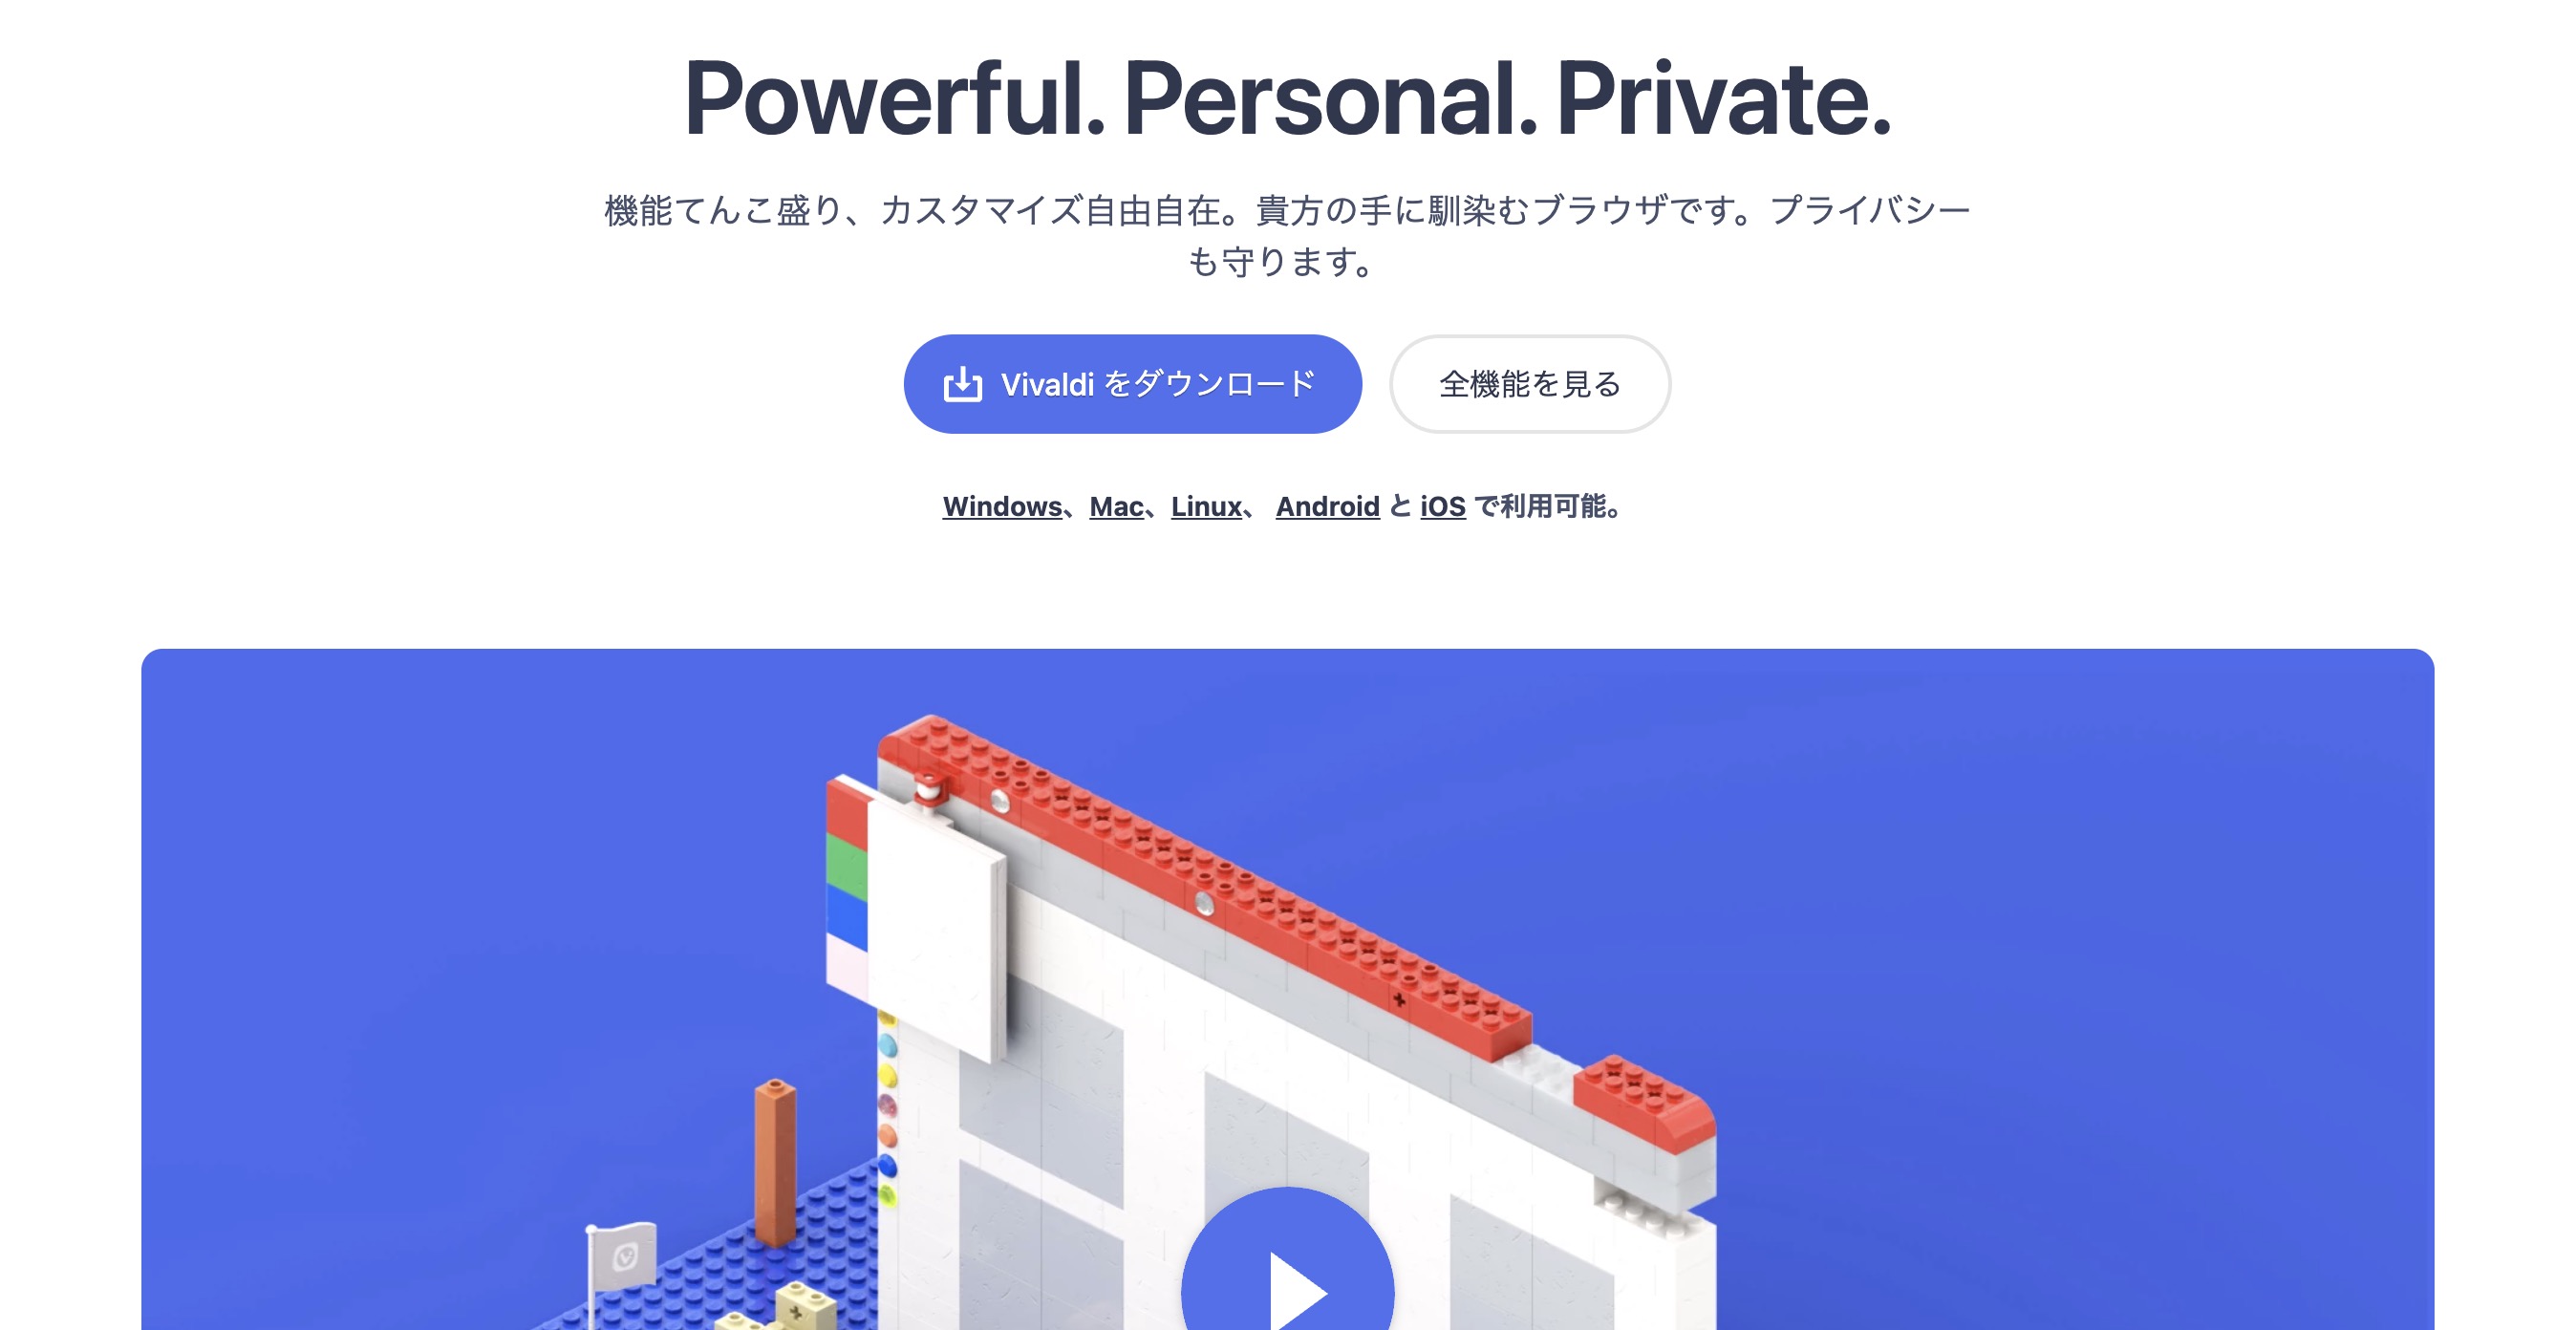 Powerful. Personal. Private.
機能てんこ盛り、カスタマイズ自由自在。貴方の手に馴染むブラウザです。プライバシー
も守ります。
Vivaldi をダウンロード
全機能を見る
Windows、Mac、Linux、 Android と iOS で利用可能。